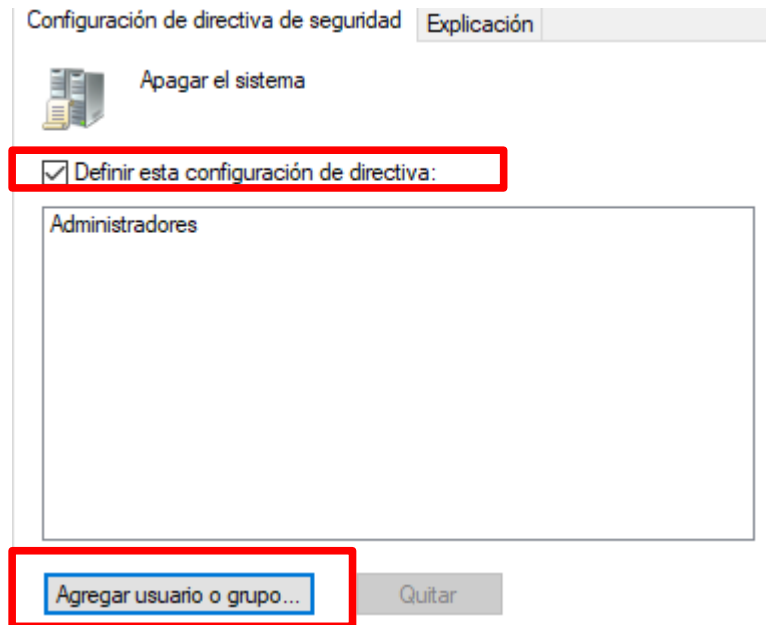 Configuración de directiva de seguridad
Explicación
Apagar el sistema
Definir esta configuración de directiva:
Administradores
Agregar usuario o grupo...
Quitar